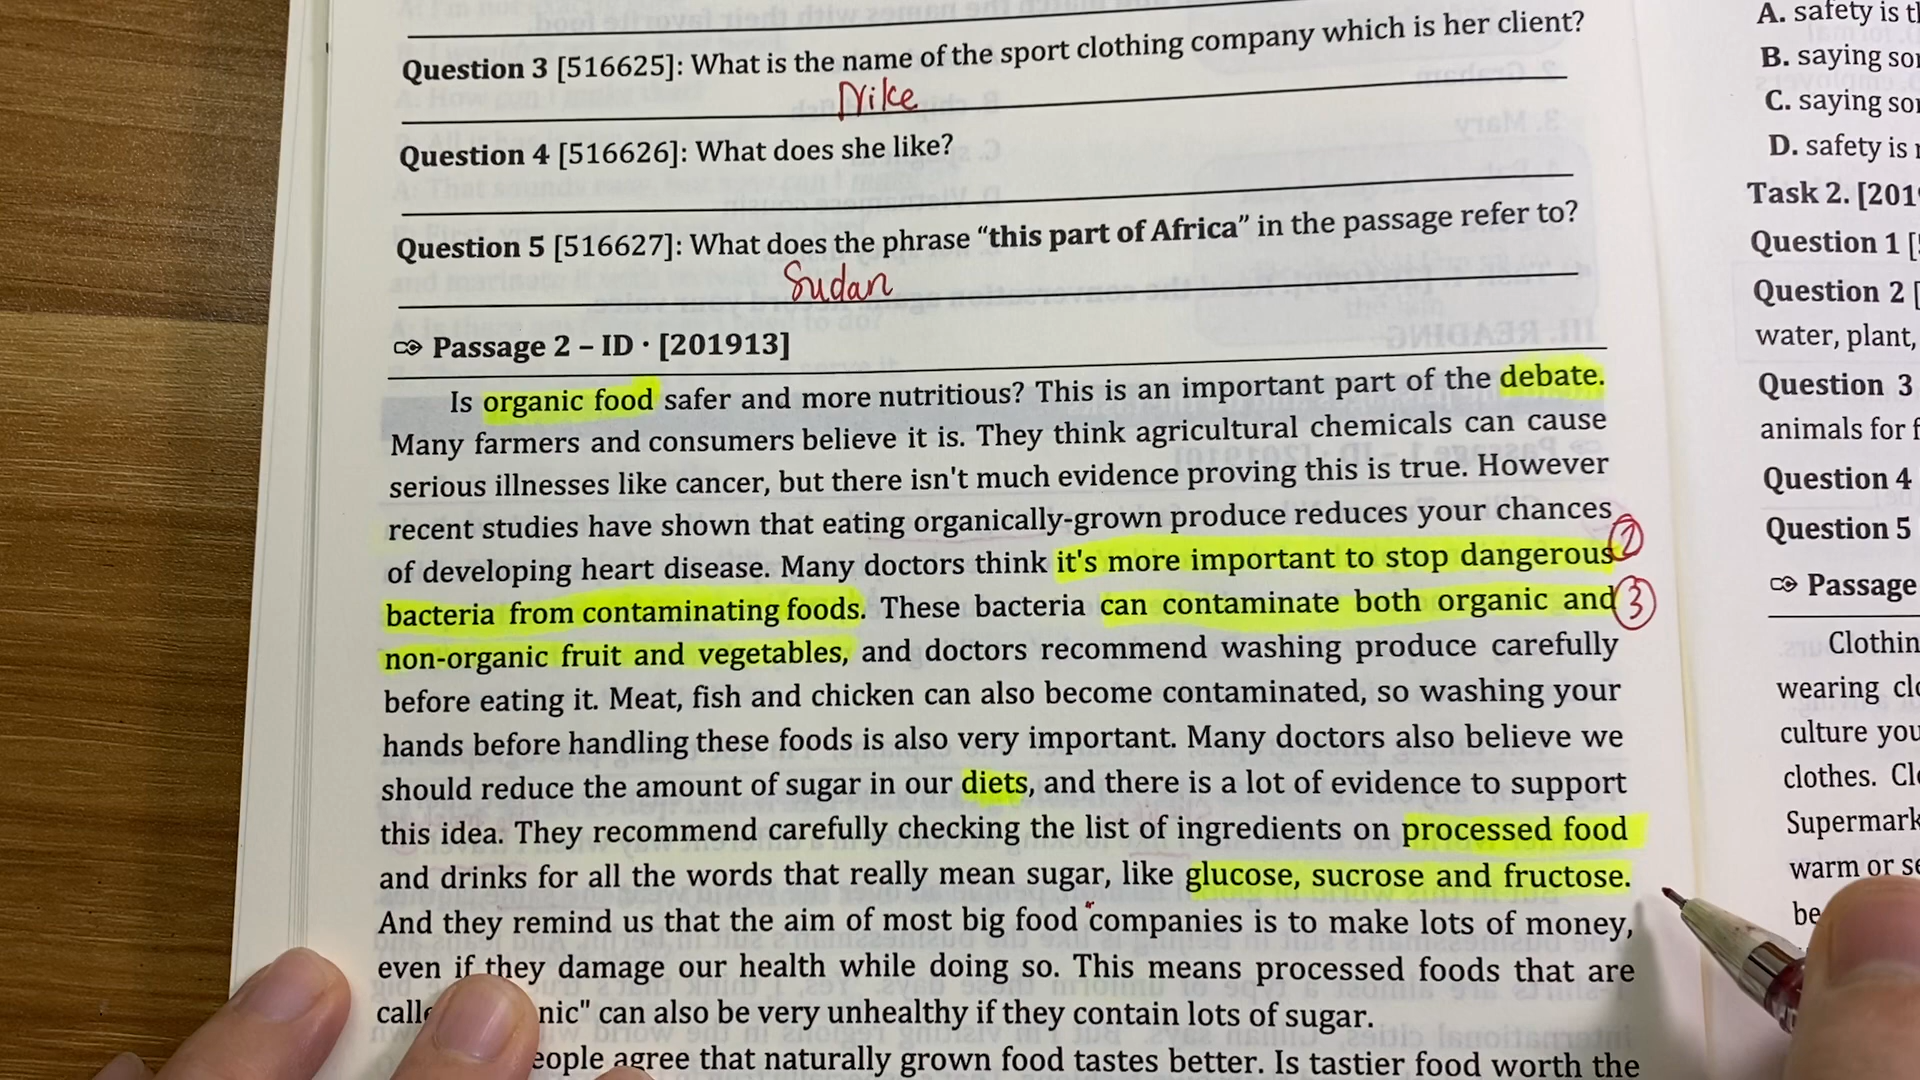 Question 3 [516625]: What is the name of the sport clothing company which is her client?
Nike
Question 4 [516626]: What does she like?
Question 5 [516627]: What does the phrase “this part of Africa” in the passage refer to?
Sudan
Passage 2 – ID · [201913]
Is organic food safer and more nutritious? This is an important part of the debate.
Many farmers and consumers believe it is. They think agricultural chemicals can cause
serious illnesses like cancer, but there isn't much evidence proving this is true. However
recent studies have shown that eating organically-grown produce reduces your chances
of developing heart disease. Many doctors think it's more important to stop dangerous
bacteria from contaminating foods. These bacteria can contaminate both organic and 3
non-organic fruit and vegetables, and doctors recommend washing produce carefully
before eating it. Meat, fish and chicken can also become contaminated, so washing your
hands before handling these foods is also very important. Many doctors also believe we
should reduce the amount of sugar in our diets, and there is a lot of evidence to support
this idea. They recommend carefully checking the list of ingredients on processed food
and drinks for all the words that really mean sugar, like glucose, sucrose and fructose.
And they remind us that the aim of most big food companies is to make lots of money,
even if they damage our health while doing so. This means processed foods that are
nic" can also be very unhealthy if they contain lots of sugar.
agree that naturally grown food tastes better. Is tastier food worth the
A. safety is
B. saying
C. saying
D. safety is
Task 2.
Question 1
Question 2
water, plant,
Question 3
animals for
Question 4
Question 5
Passage
wearing
culture
clothes.
warm or
be